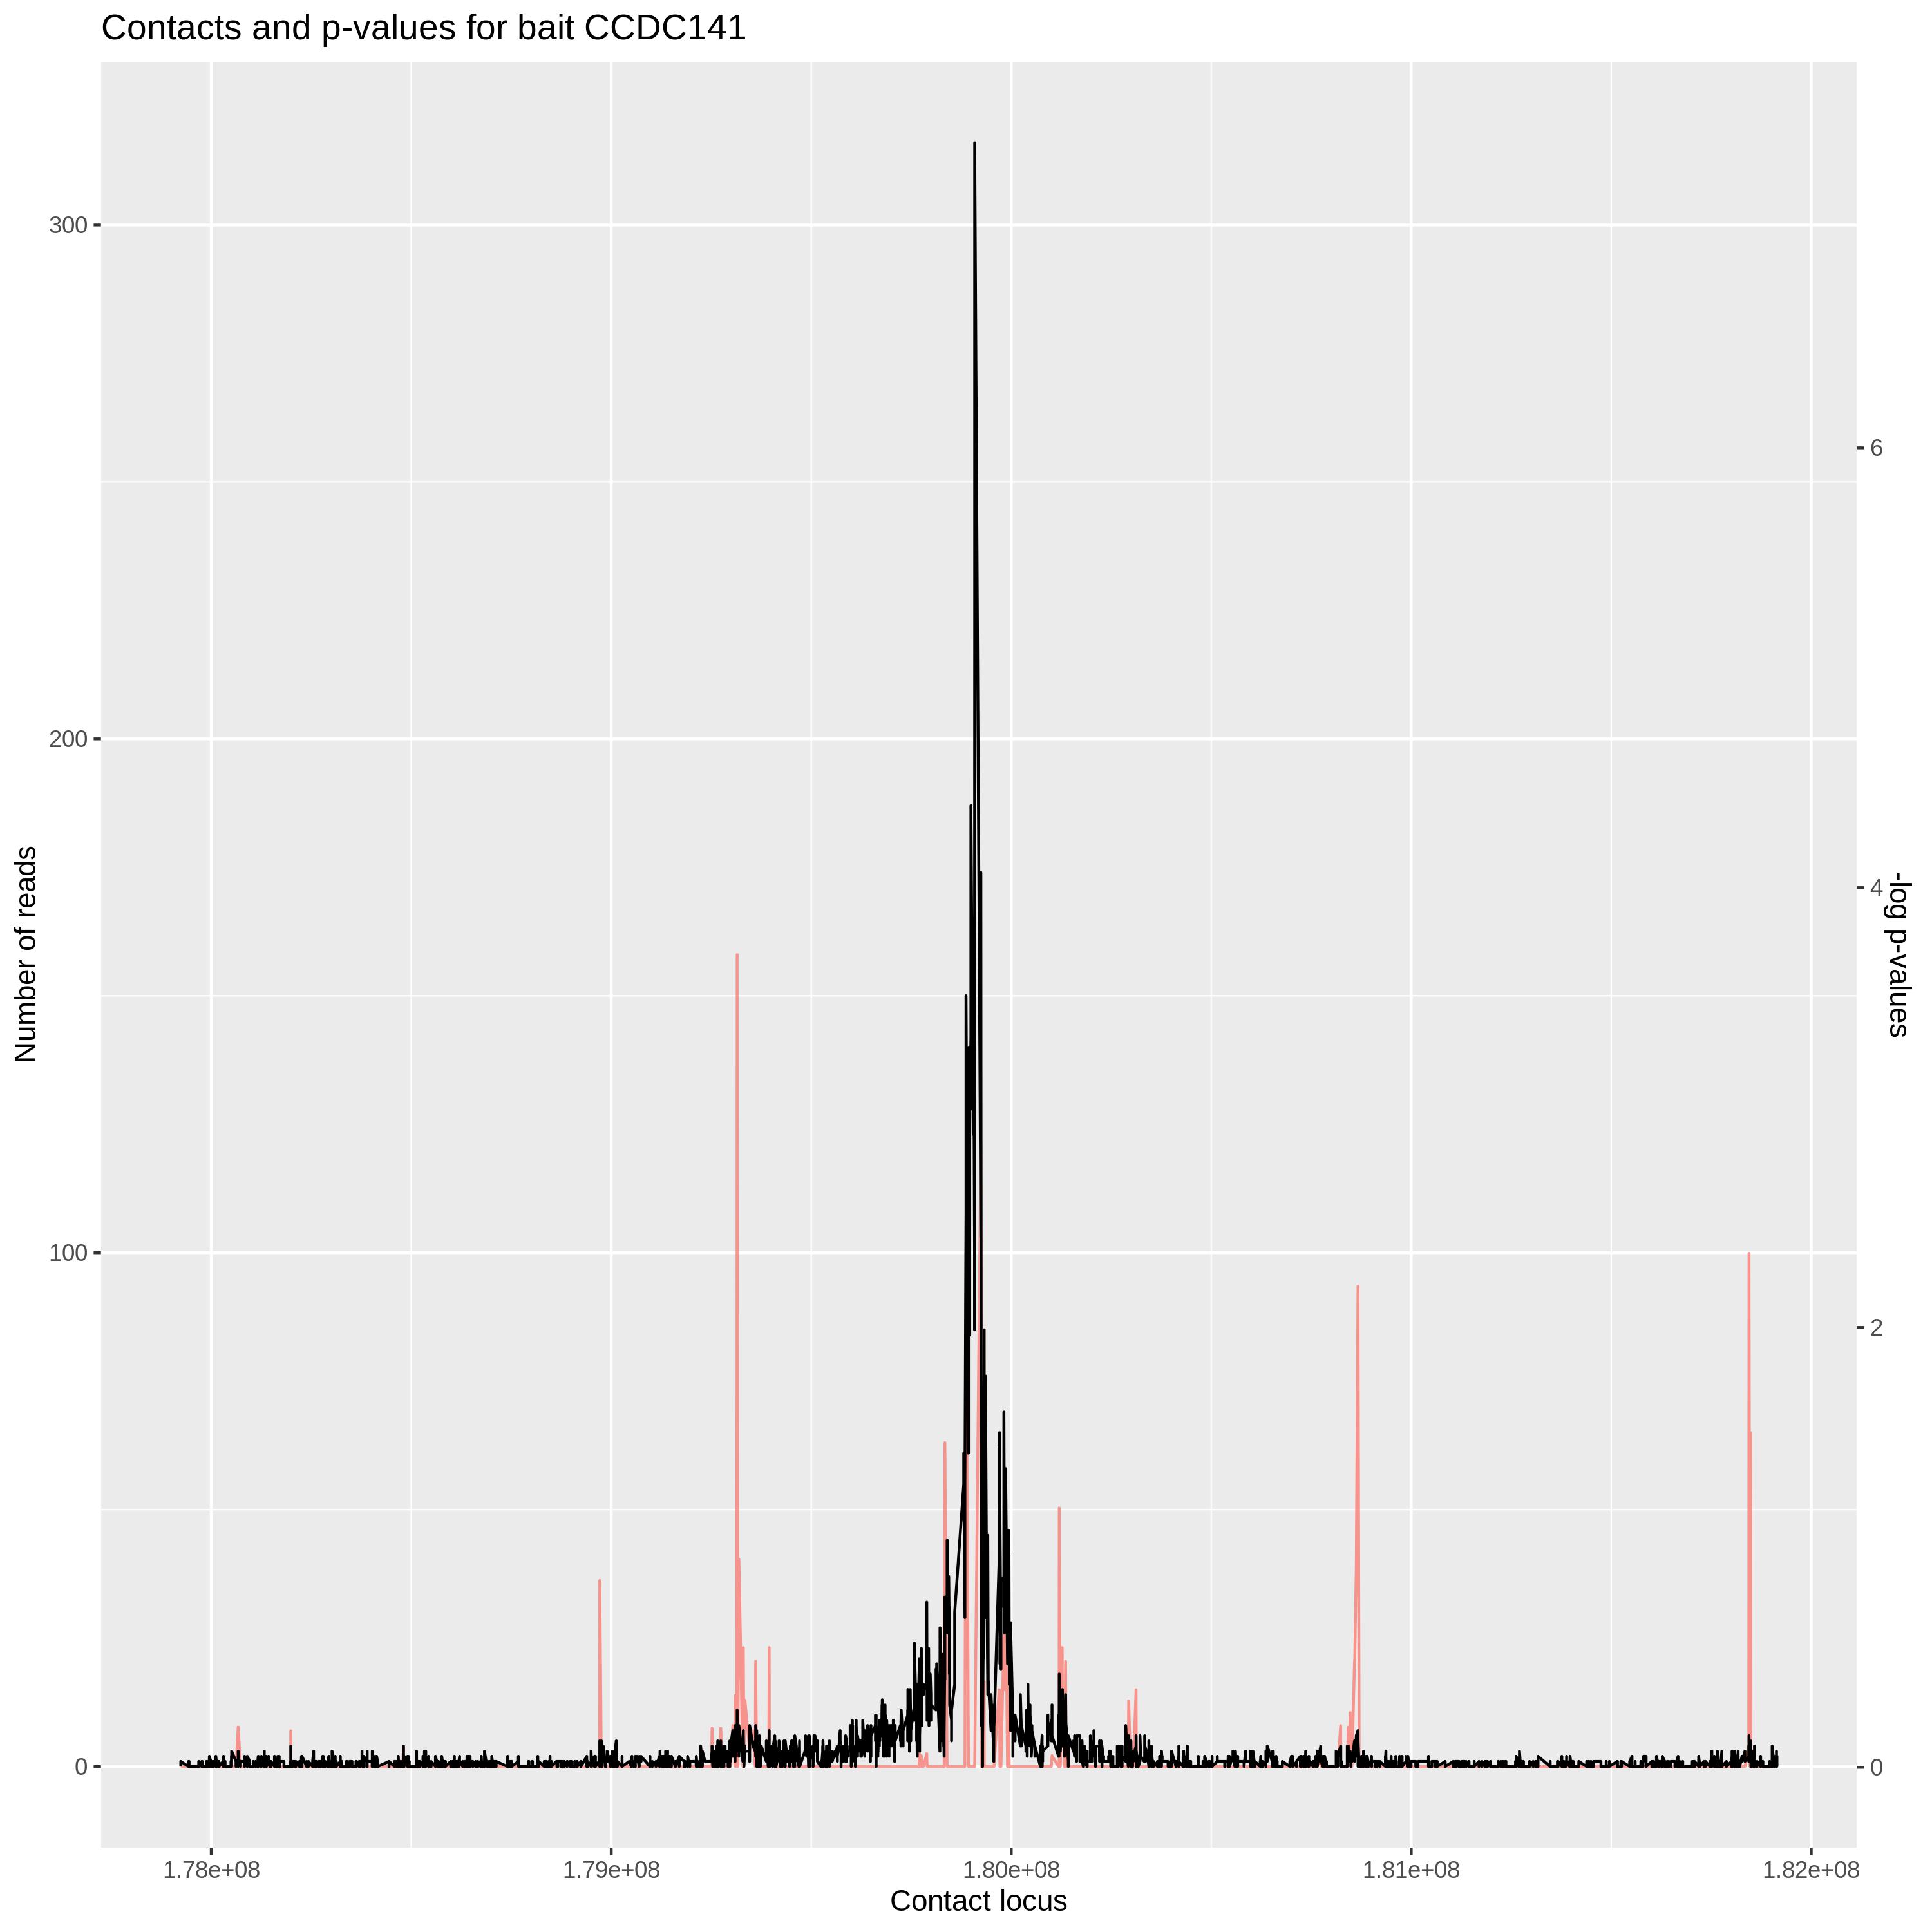 Contacts and p-values for bait CCDC141
Number of reads
300
200
100
0
-log p-values
6
4
2
0
1.78e+08
1.79e+08
1.80e+08
1.81e+08
1.82e+08
Contact locus